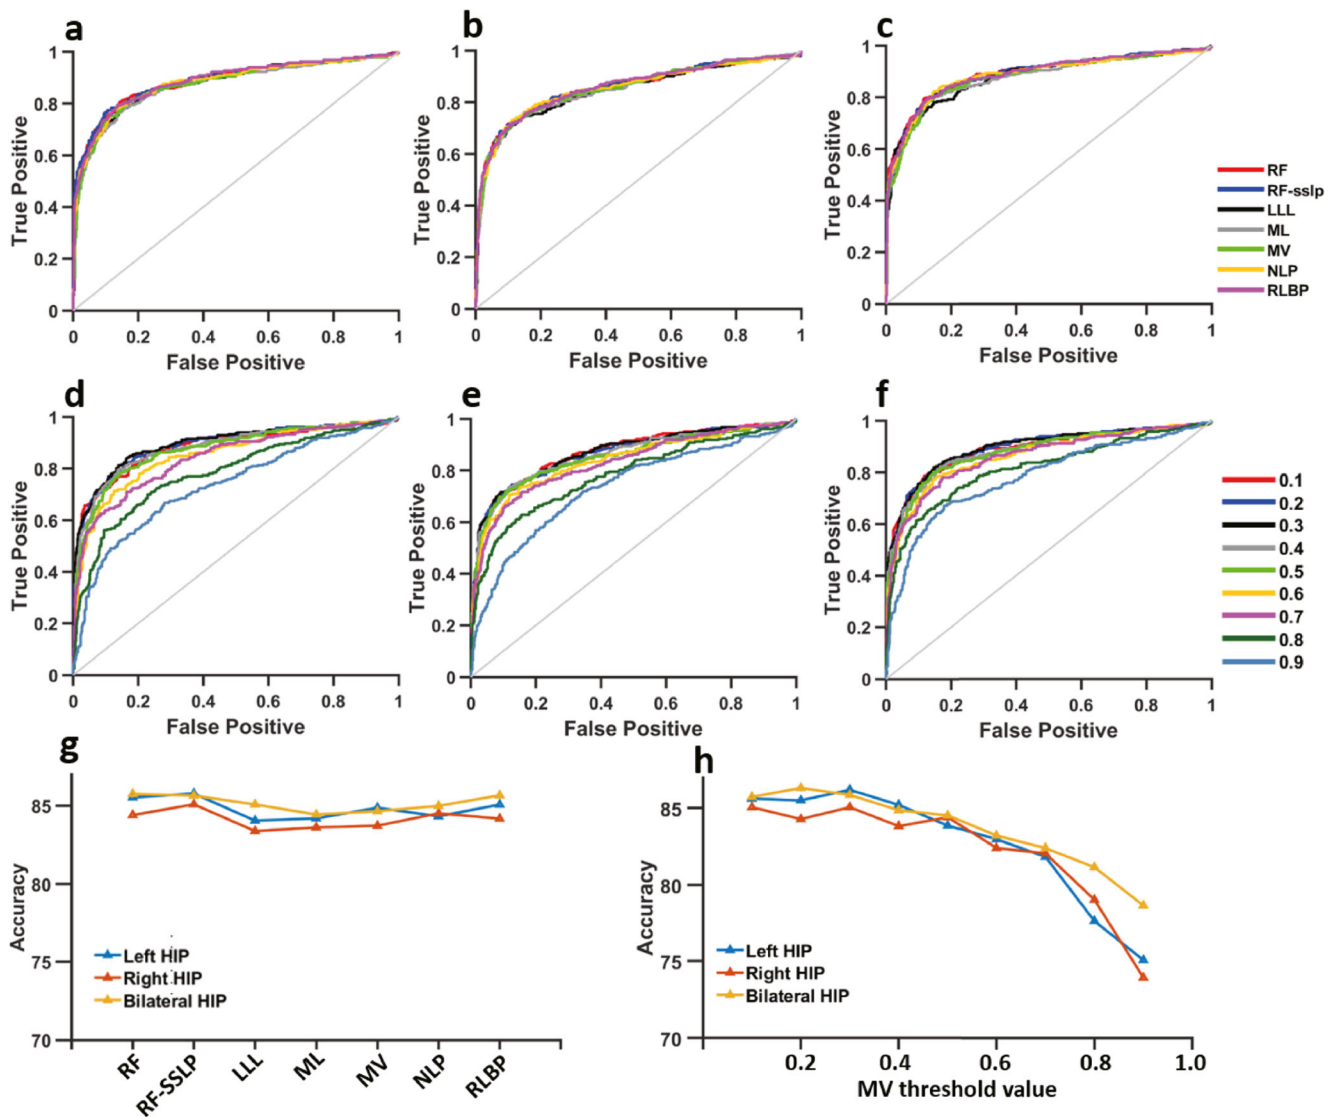 a
b
c
1
0.8
0.6
0.4
0.2
0
True Positive
0 0.2 0.4 0.6 0.8 1
False Positive
1
0.8
0.6
0.4
0.2
0
True Positive
0 0.2 0.4 0.6 0.8 1
False Positive
1
0.8
0.6
0.4
0.2
0
True Positive
0 0.2 0.4 0.6 0.8 1
False Positive
RF
RF-sslp
LLL
ML
MV
NLP
RLBP
d
e
f
1
0.8
0.6
0.4
0.2
0
True Positive
0 0.2 0.4 0.6 0.8 1
False Positive
1
0.8
0.6
0.4
0.2
0
True Positive
0 0.2 0.4 0.6 0.8 1
False Positive
1
0.8
0.6
0.4
0.2
0
True Positive
0 0.2 0.4 0.6 0.8 1
False Positive
0.1
0.2
0.3
0.4
0.5
0.6
0.7
0.8
0.9
g
85
80
75
70
Accuracy
Left HIP
Right HIP
Bilateral HIP
RF
RF-SSLP
LLL
ML
MV
NLP
RLBP
h
85
80
75
70
Accuracy
Left HIP
Right HIP
Bilateral HIP
0.2 0.4 0.6 0.8 1.0
MV threshold value